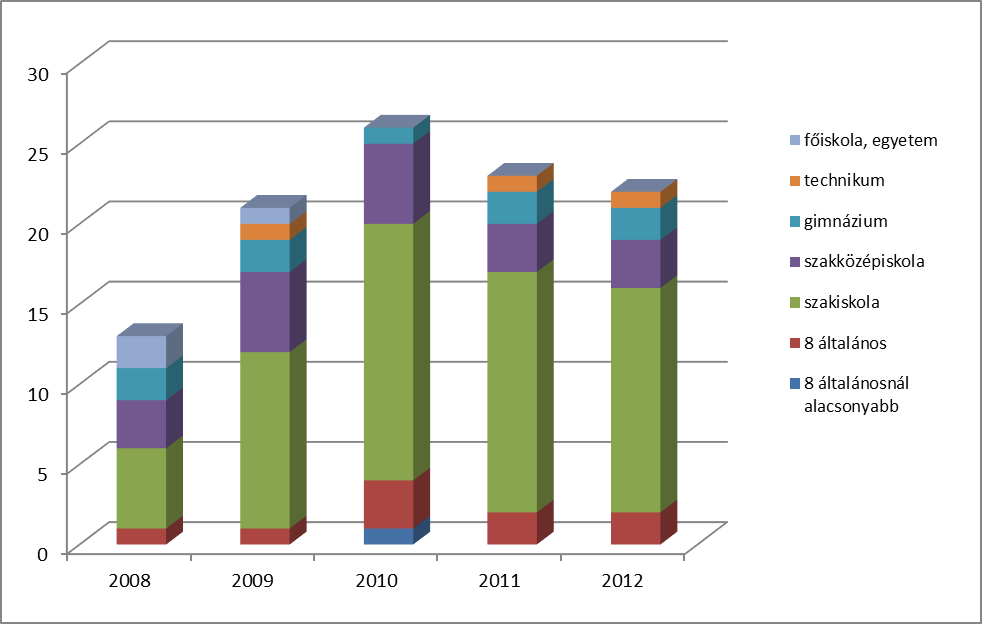 30
25
20
15
10
5
0
2008
2009
2010
2011
2012
főiskola, egyetem
technikum
gimnázium
szakközépiskola
szakiskola
8 általános
8 általánosnál
alacsonyabb